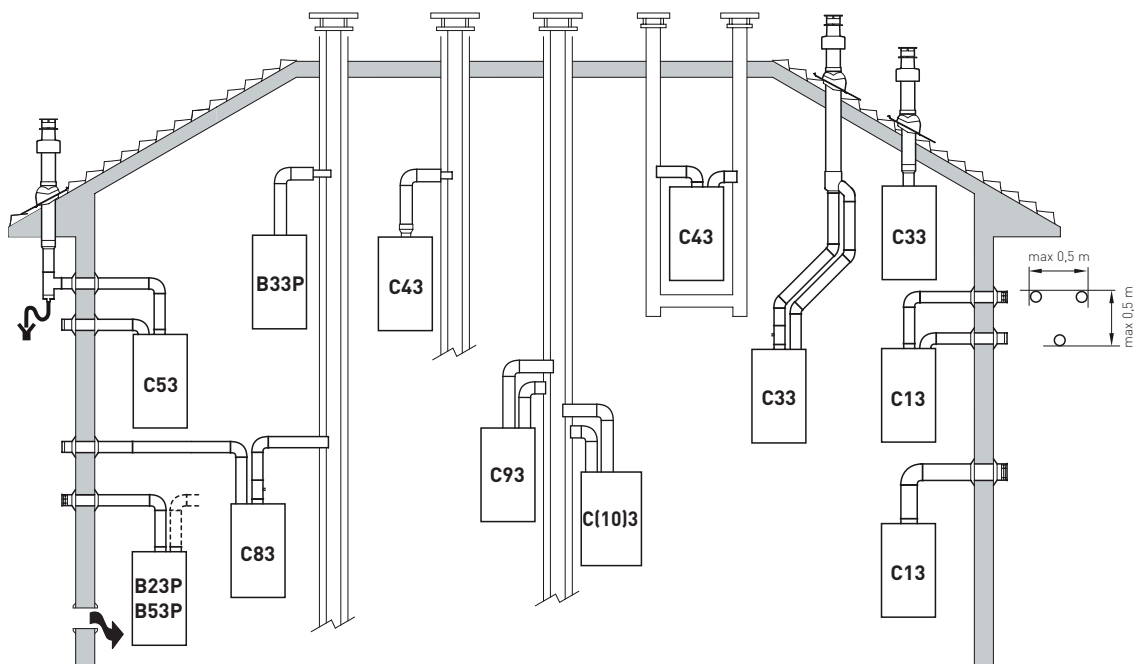 B33P
C43
C43
C33
max 0,5 m
max 0,5 m
C53
C33
C13
C93
C(10)3
C83
C13
B23P
B53P